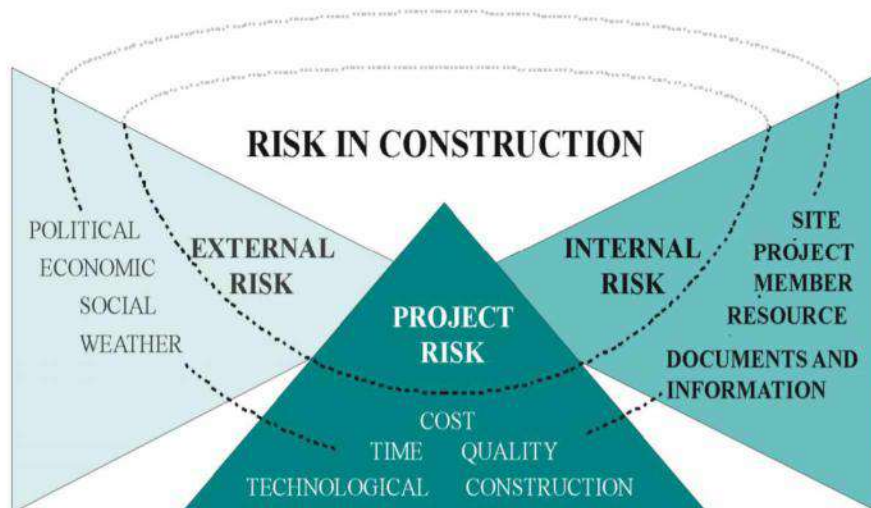 RISK IN CONSTRUCTION
POLITICAL
ECONOMIC
SOCIAL
WEATHER
EXTERNAL
RISK
PROJECT
RISK
COST
TIME QUALITY
TECHNOLOGICAL CONSTRUCTION
INTERNAL
RISK
SITE
PROJECT
MEMBER
RESOURCE
DOCUMENTS AND
INFORMATION